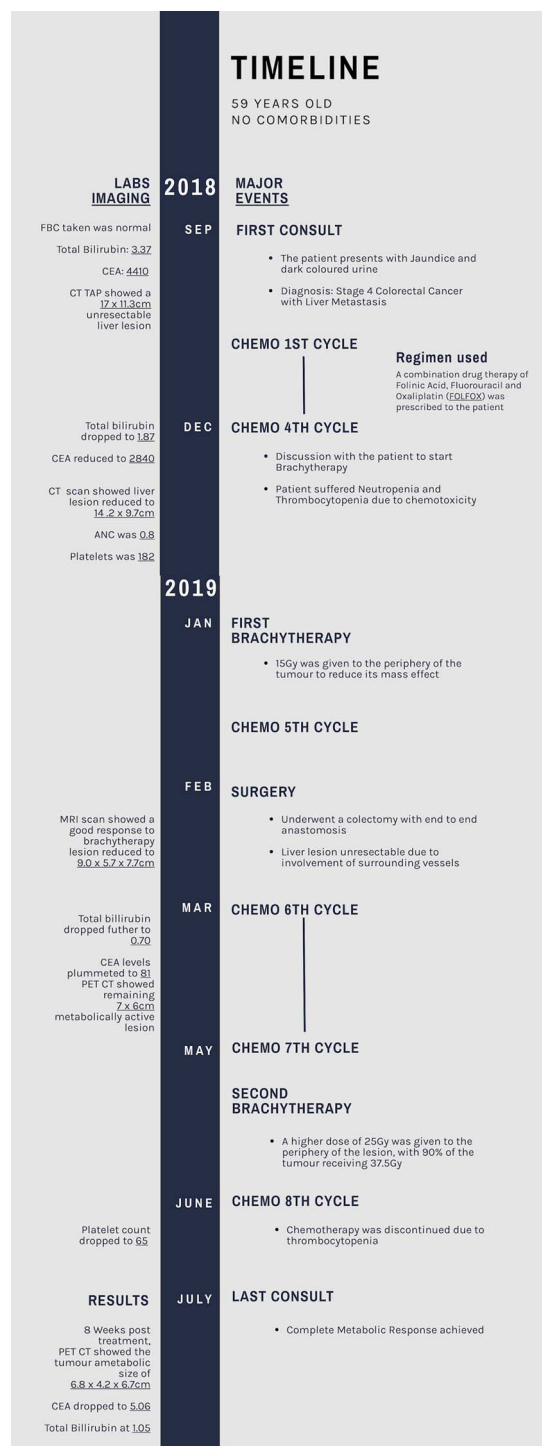 TIMELINE
59 YEARS OLD
NO COMORBIDITIES
LABS
IMAGING
2018
MAJOR
EVENTS
FBC taken was normal
Total Bilirubin: 3.37
CEA: 4410
CT TAP showed a
17 x 11.3cm
unresectable
liver lesion
SEP
FIRST CONSULT
• The patient presents with Jaundice and
dark coloured urine
• Diagnosis: Stage 4 Colorectal Cancer
with Liver Metastasis
CHEMO 1ST CYCLE
Regimen used
A combination drug therapy of
Folinic Acid, Fluorouracil and
Oxaliplatin (FOLFOX) was
prescribed to the patient
Total bilirubin
dropped to 1.87
CEA reduced to 2840
CT scan showed liver
lesion reduced to
14 .2 x 9.7cm
ANC was 0.8
Platelets was 182
DEC
CHEMO 4TH CYCLE
• Discussion with the patient to start
Brachytherapy
• Patient suffered Neutropenia and
Thrombocytopenia due to chemotoxicity
2019
JAN
FIRST
BRACHYTHERAPY
• 15Gy was given to the periphery of the
tumour to reduce its mass effect
CHEMO 5TH CYCLE
FEB
SURGERY
MRI scan showed a
good response to
brachytherapy
lesion reduced to
9.0 x 5.7 x 7.7cm
• Underwent a colectomy with end to end
anastomosis
• Liver lesion unresectable due to
involvement of surrounding vessels
MAR
CHEMO 6TH CYCLE
Total billirubin
dropped futher to
0.70
CEA levels
plummeted to 81
PET CT showed
remaining
7 x 6cm
metabolically active
lesion
MAY
CHEMO 7TH CYCLE
SECOND
BRACHYTHERAPY
• A higher dose of 25Gy was given to the
periphery of the lesion, with 90% of the
tumour receiving 37.5Gy
JUNE
CHEMO 8TH CYCLE
Platelet count
dropped to 65
• Chemotherapy was discontinued due to
thrombocytopenia
RESULTS
JULY
LAST CONSULT
8 Weeks post
treatment,
PET CT showed the
tumour ametabolic
size of
6.8 x 4.2 x 6.7cm
CEA dropped to 5.06
Total Billirubin at 1.05
• Complete Metabolic Response achieved